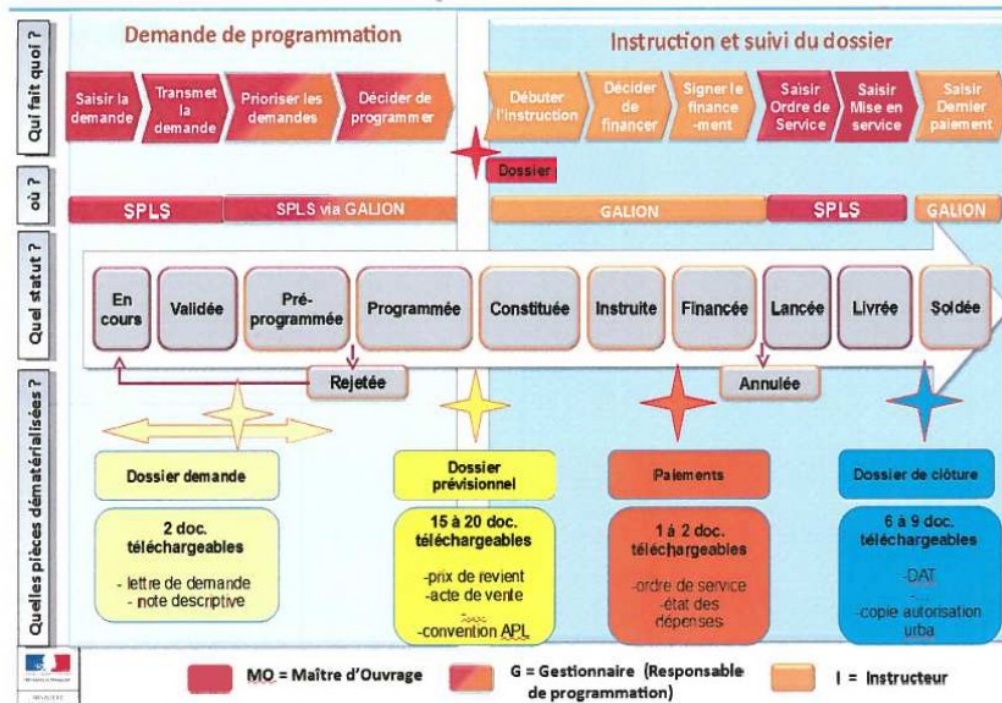 Qui fait quoi ?
Demande de programmation
Instruction et suivi du dossier
Saisir la
demande
Transmet
la
demande
Prioriser les
demandes
Décider de
programmer
Débuter
l'instruction
Décider
de
financer
Signer le
finance
-ment
Saisir
Ordre de
Service
Saisir
Mise en
service
Saisir
Dernier
paiement
Dossier
où ?
SPLS
SPLS via GALION
GALION
SPLS
GALION
Quel statut ?
En
cours
Validée
Pré-
programmée
Programmée
Constituée
Instruite
Financée
Lancée
Livrée
Soldée
Rejetée
Annulée
Quelles pièces dématérialisées ?
Dossier demande
2 doc.
téléchargeables
- lettre de demande
- note descriptive
Dossier
prévisionnel
15 à 20 doc.
téléchargeables
-prix de revient
-acte de vente
-....
-convention APL
Paiements
1 à 2 doc.
téléchargeables
-ordre de service
-état des
dépenses
Dossier de clôture
6 à 9 doc.
téléchargeables
-DAT
-...
-copie autorisation
urba
MO = Maître d'Ouvrage
G = Gestionnaire (Responsable
de programmation)
I = Instructeur
MINISTÈRE